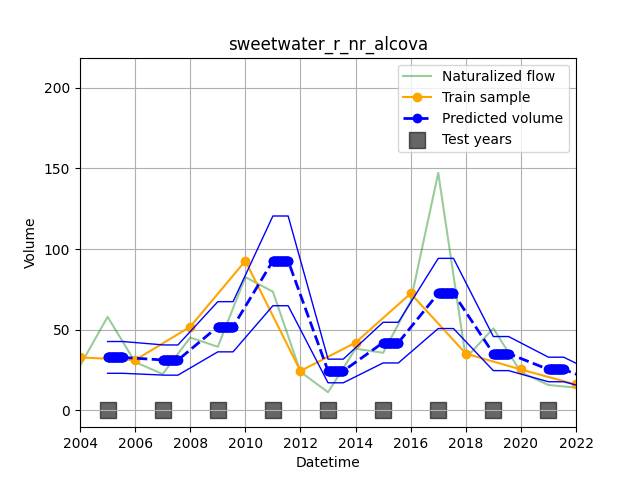 sweetwater_r_nr_alcova
Naturalized flow
Train sample
Predicted volume
Test years
Volume
200
150
100
50
0
2004 2006 2008 2010 2012 2014 2016 2018 2020 2022
Datetime